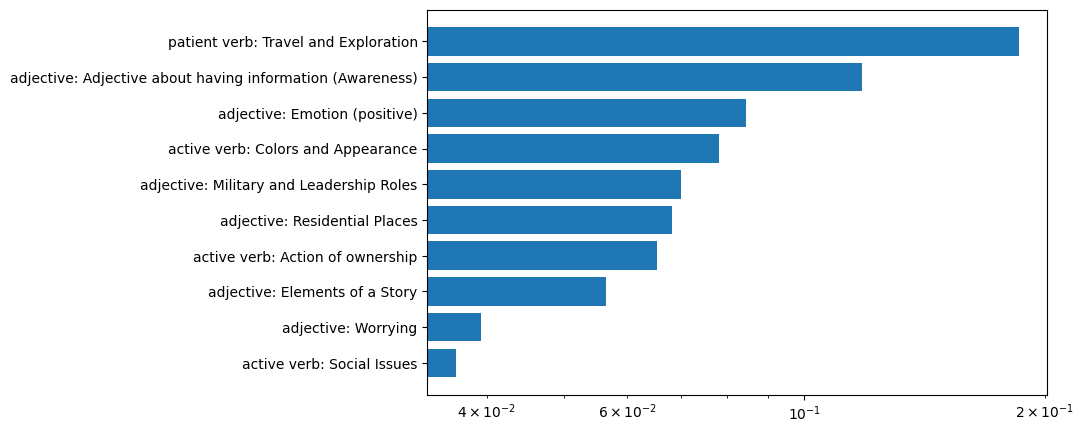 patient verb: Travel and Exploration
adjective: Adjective about having information (Awareness)
adjective: Emotion (positive)
active verb: Colors and Appearance
adjective: Military and Leadership Roles
adjective: Residential Places
active verb: Action of ownership
adjective: Elements of a Story
adjective: Worrying
active verb: Social Issues
4 × 10⁻² 6 × 10⁻² 10⁻¹ 2 × 10⁻¹